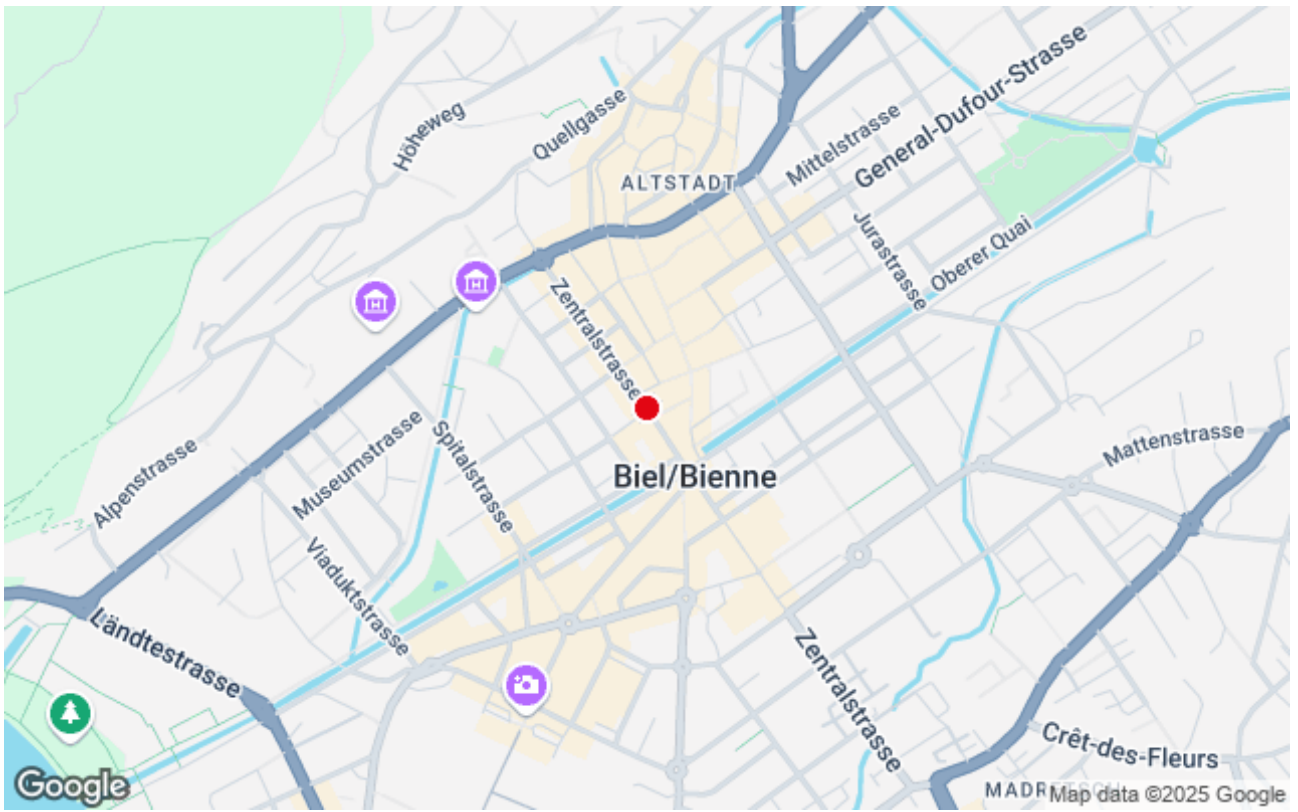 General-Dufour-Strasse
Höheweg
Quellgasse
Mittelstrasse
ALTSTADT
Jurastrasse
Oberer Quai
Zentralstrasse
Alpenstrasse
Museumstrasse
Spitalstrasse
Mattenstrasse
Biel/Bienne
Viaduktstrasse
Ländtestrasse
Zentralstrasse
Crêt-des-Fleurs
Google
MADRETSCH
Map data ©2025 Google